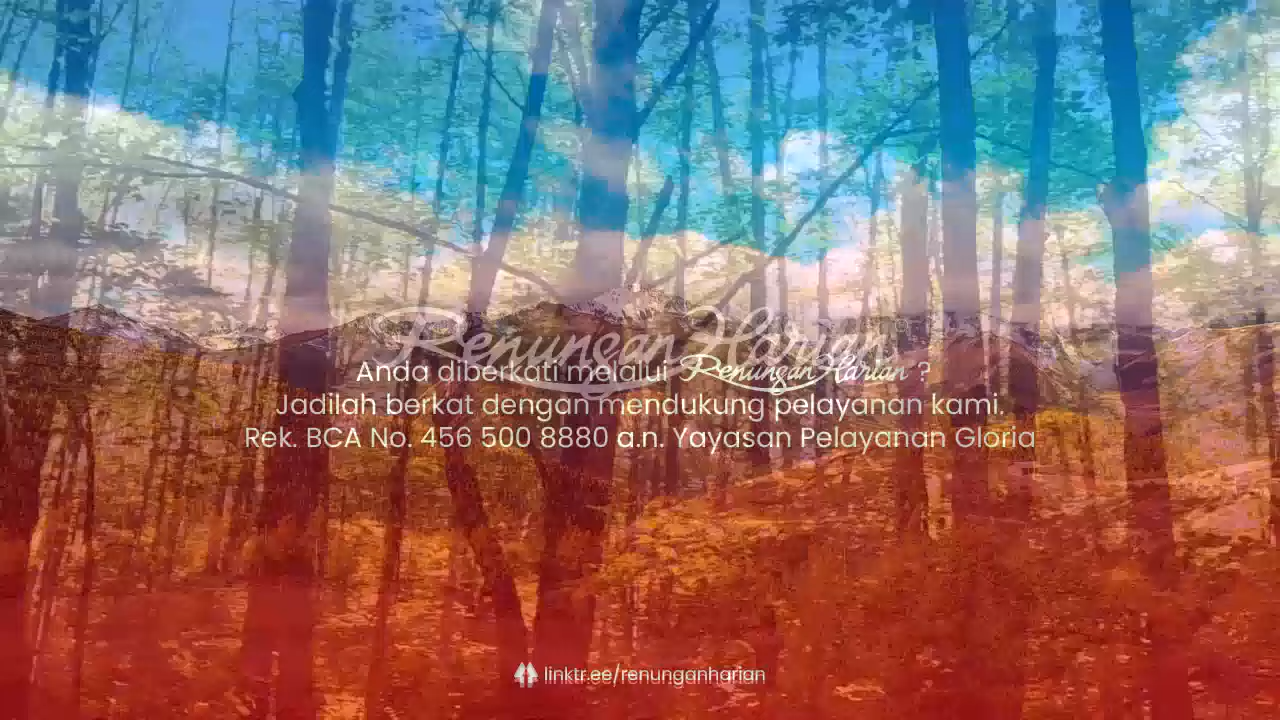 Renungan Harian
Anda diberkati melalui Renungan Harian ?
Jadilah berkat dengan mendukung pelayanan kami.
Rek. BCA No. 456 500 8880 a.n. Yayasan Pelayanan Gloria
linktr.ee/renunganharian